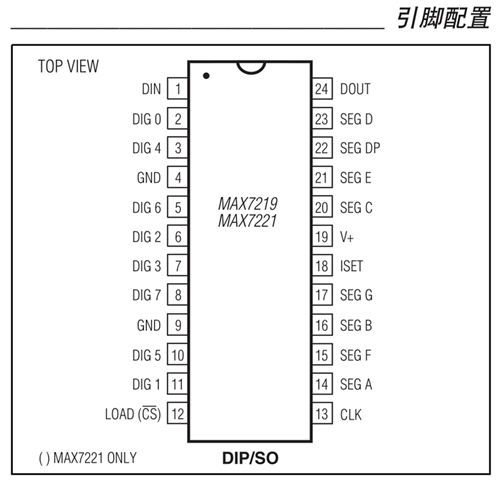 引脚配置
TOP VIEW
DIN 1 24 DOUT
DIG 0 2 23 SEG D
DIG 4 3 22 SEG DP
GND 4 21 SEG E
DIG 6 5 20 SEG C
DIG 2 6 19 V+
DIG 3 7 18 ISET
DIG 7 8 17 SEG G
GND 9 16 SEG B
DIG 5 10 15 SEG F
DIG 1 11 14 SEG A
LOAD (C̅S̅) 12 13 CLK
MAX7219
MAX7221
( ) MAX7221 ONLY
DIP/SO